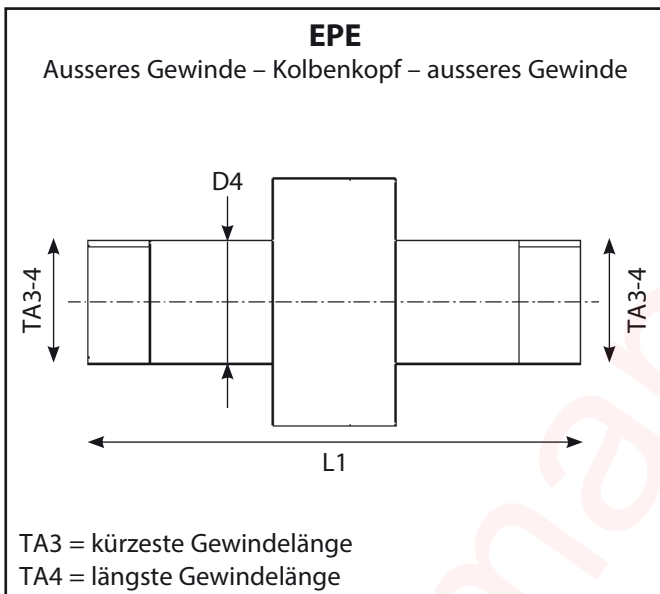 EPE
Ausseres Gewinde – Kolbenkopf – ausseres Gewinde
D4
TA3-4
TA3-4
L1
TA3 = kürzeste Gewindelänge
TA4 = längste Gewindelänge